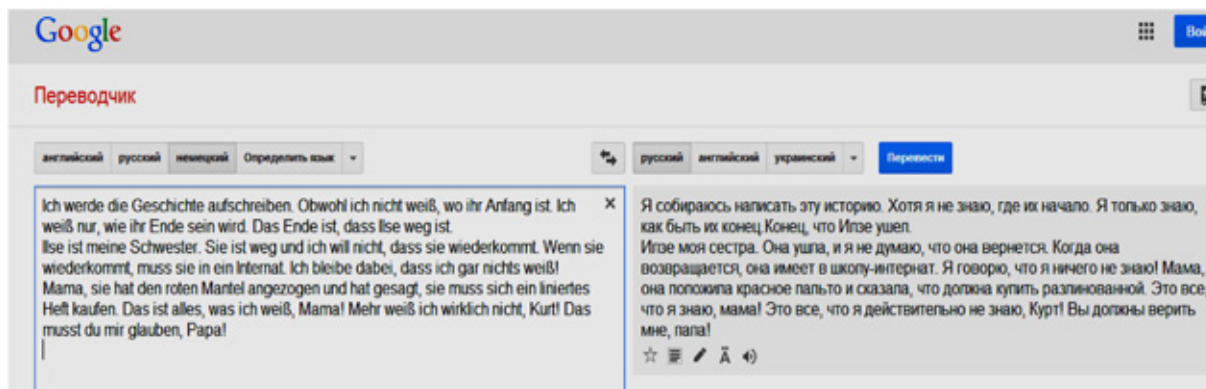 Google
Вой
Переводчик
английский русский немецкий Определить язык
русский английский украинский Перевести
Ich werde die Geschichte aufschreiben. Obwohl ich nicht weiß, wo ihr Anfang ist. Ich
weiß nur, wie ihr Ende sein wird. Das Ende ist, dass Ilse weg ist.
Ilse ist meine Schwester. Sie ist weg und ich will nicht, dass sie wiederkommt. Wenn sie
wiederkommt, muss sie in ein Internat. Ich bleibe dabei, dass ich gar nichts weiß!
Mama, sie hat den roten Mantel angezogen und hat gesagt, sie muss sich ein liniertes
Heft kaufen. Das ist alles, was ich weiß, Mama! Mehr weiß ich wirklich nicht, Kurt! Das
musst du mir glauben, Papa!
Я собираюсь написать эту историю. Хотя я не знаю, где их начало. Я только знаю,
как быть их конец.Конец, что Илзе ушел.
Илзе моя сестра. Она ушла, и я не думаю, что она вернется. Когда она
возвращается, она имеет в школу-интернат. Я говорю, что я ничего не знаю! Мама,
она положила красное пальто и сказала, что должна купить разлинованной. Это все,
что я знаю, мама! Это все, что я действительно не знаю, Курт! Вы должны верить
мне, папа!
Ä